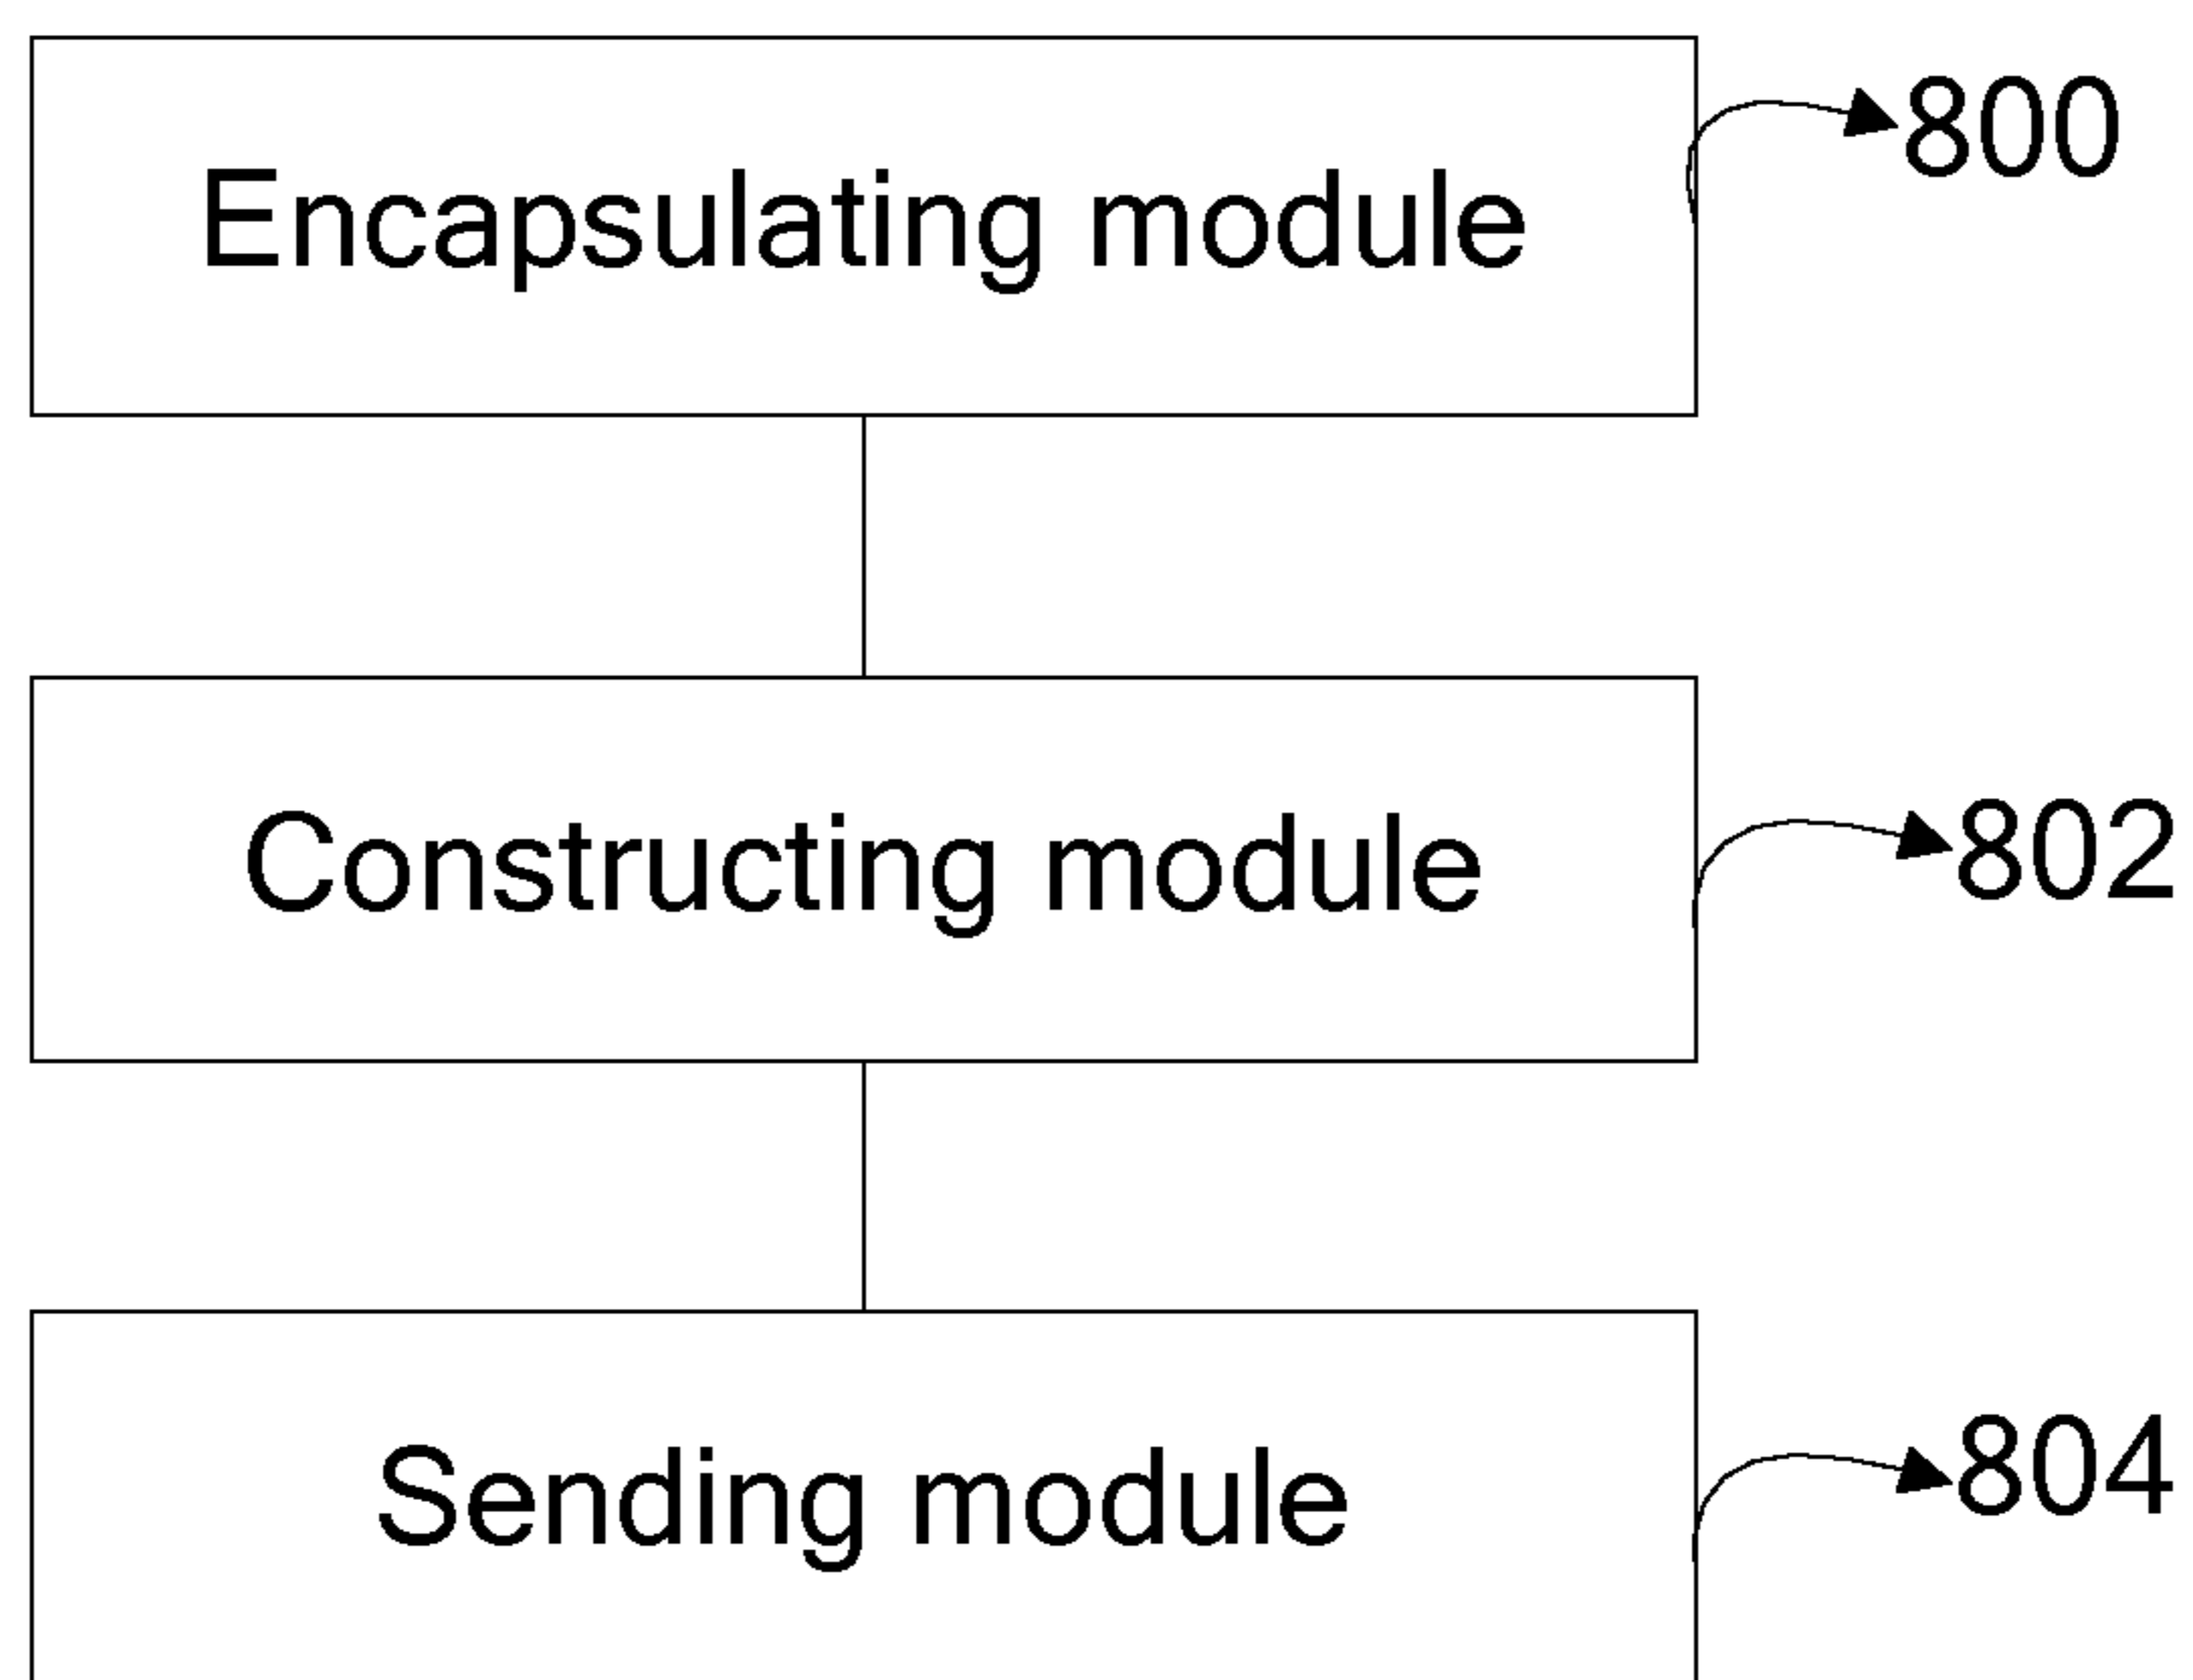 Encapsulating module
800
Constructing module
802
Sending module
804